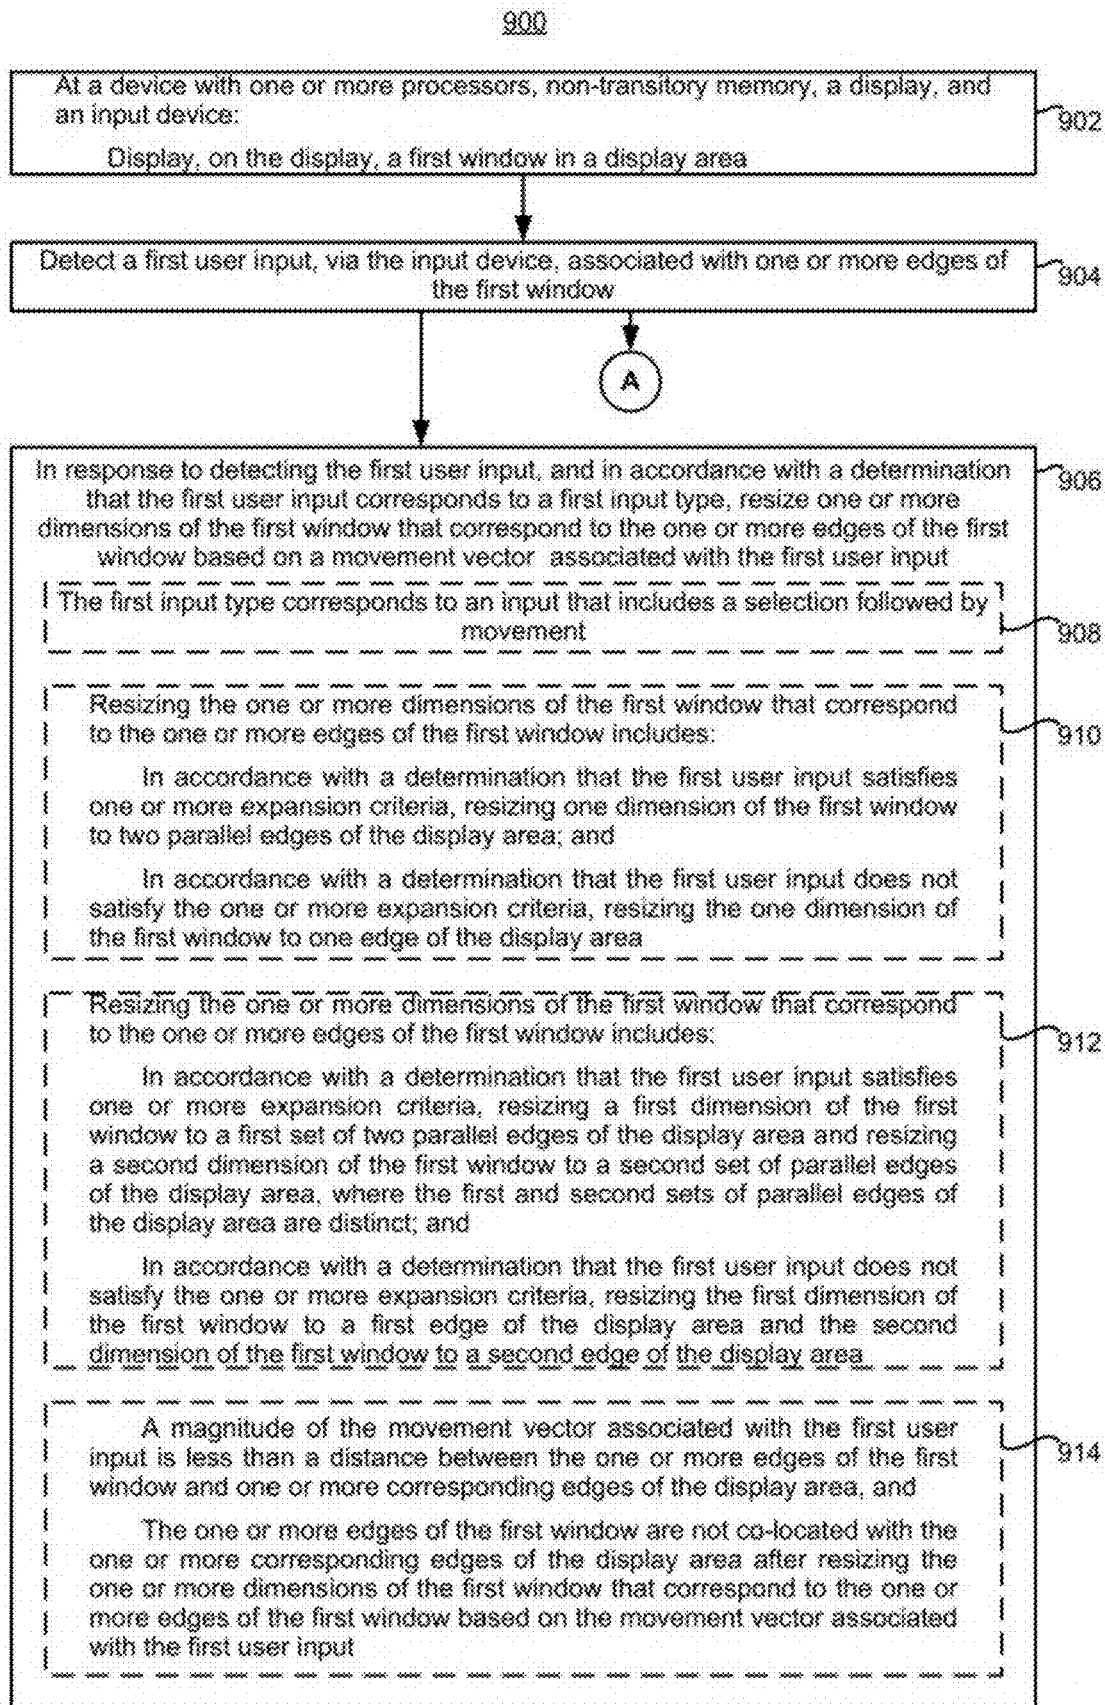 900
At a device with one or more processors, non-transitory memory, a display, and
an input device:
Display, on the display, a first window in a display area
902
Detect a first user input, via the input device, associated with one or more edges of
the first window
904
A
In response to detecting the first user input, and in accordance with a determination
that the first user input corresponds to a first input type, resize one or more
dimensions of the first window that correspond to the one or more edges of the first
window based on a movement vector associated with the first user input
906
The first input type corresponds to an input that includes a selection followed by
movement
908
Resizing the one or more dimensions of the first window that correspond
to the one or more edges of the first window includes:
In accordance with a determination that the first user input satisfies
one or more expansion criteria, resizing one dimension of the first window
to two parallel edges of the display area; and
In accordance with a determination that the first user input does not
satisfy the one or more expansion criteria, resizing the one dimension of
the first window to one edge of the display area
910
Resizing the one or more dimensions of the first window that correspond
to the one or more edges of the first window includes:
In accordance with a determination that the first user input satisfies
one or more expansion criteria, resizing a first dimension of the first
window to a first set of two parallel edges of the display area and resizing
a second dimension of the first window to a second set of parallel edges
of the display area, where the first and second sets of parallel edges of
the display area are distinct; and
In accordance with a determination that the first user input does not
satisfy the one or more expansion criteria, resizing the first dimension of
the first window to a first edge of the display area and the second
dimension of the first window to a second edge of the display area
912
A magnitude of the movement vector associated with the first user
input is less than a distance between the one or more edges of the first
window and one or more corresponding edges of the display area, and
The one or more edges of the first window are not co-located with the
one or more corresponding edges of the display area after resizing the
one or more dimensions of the first window that correspond to the one or
more edges of the first window based on the movement vector associated
with the first user input
914